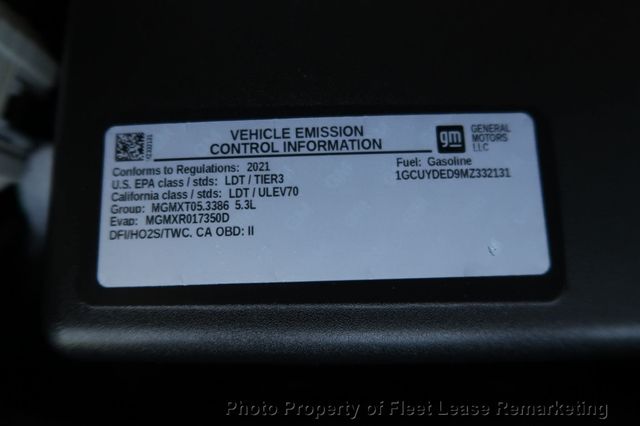 VEHICLE EMISSION
CONTROL INFORMATION
gm
GENERAL
MOTORS
LLC
Conforms to Regulations: 2021
U.S. EPA class / stds: LDT / TIER3
California class / stds: LDT / ULEV70
Group: MGMXT05.3386 5.3L
Evap: MGMXR017350D
DFI/HO2S/TWC. CA OBD: II
Fuel: Gasoline
1GCUYDED9MZ332131
Photo Property of Fleet Lease Remarketing